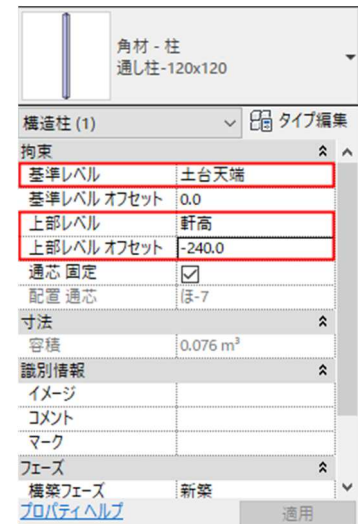 角材 - 柱
通し柱-120x120
構造柱 (1) タイプ編集
拘束
基準レベル 土台天端
基準レベル オフセット 0.0
上部レベル 軒高
上部レベル オフセット -240.0
通芯 固定
配置 通芯 ほ-7
寸法
容積 0.076 m³
識別情報
イメージ
コメント
マーク
フェーズ
構築フェーズ 新築
プロパティヘルプ 適用